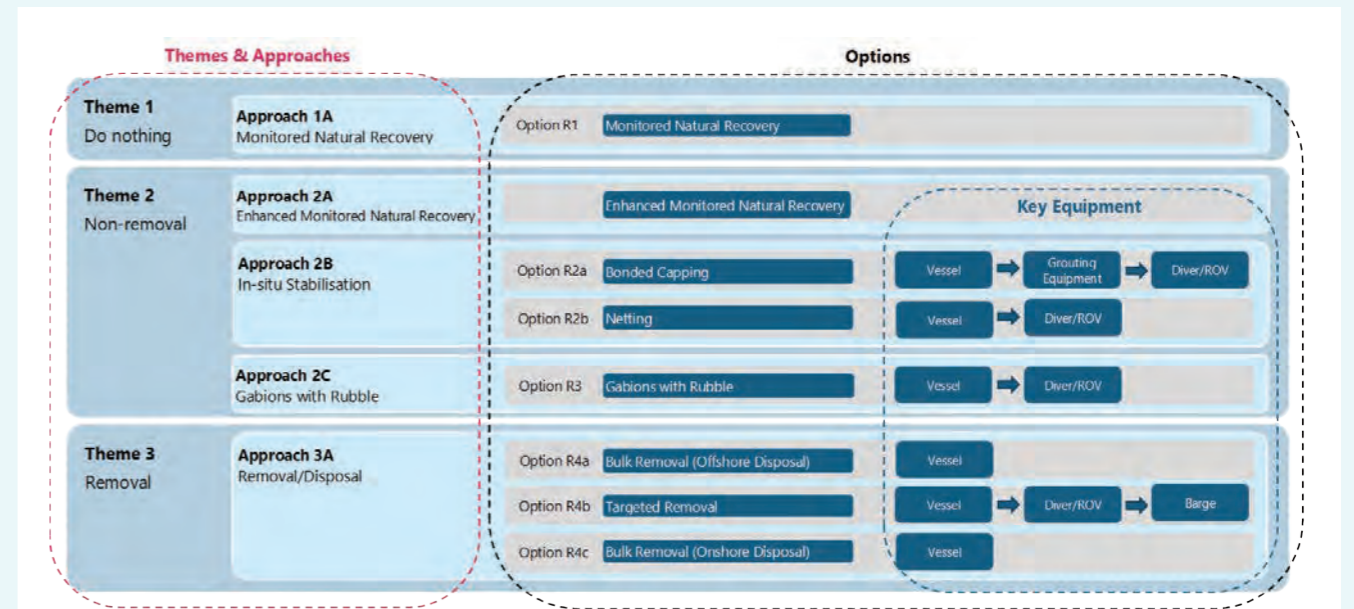 Themes & Approaches
Options
Theme 1
Do nothing
Approach 1A
Monitored Natural Recovery
Option R1
Monitored Natural Recovery
Theme 2
Non-removal
Approach 2A
Enhanced Monitored Natural Recovery
Enhanced Monitored Natural Recovery
Key Equipment
Approach 2B
In-situ Stabilisation
Option R2a
Bonded Capping
Vessel
Grouting
Equipment
Diver/ROV
Option R2b
Netting
Vessel
Diver/ROV
Approach 2C
Gabions with Rubble
Option R3
Gabions with Rubble
Vessel
Diver/ROV
Theme 3
Removal
Approach 3A
Removal/Disposal
Option R4a
Bulk Removal (Offshore Disposal)
Vessel
Option R4b
Targeted Removal
Vessel
Diver/ROV
Barge
Option R4c
Bulk Removal (Onshore Disposal)
Vessel